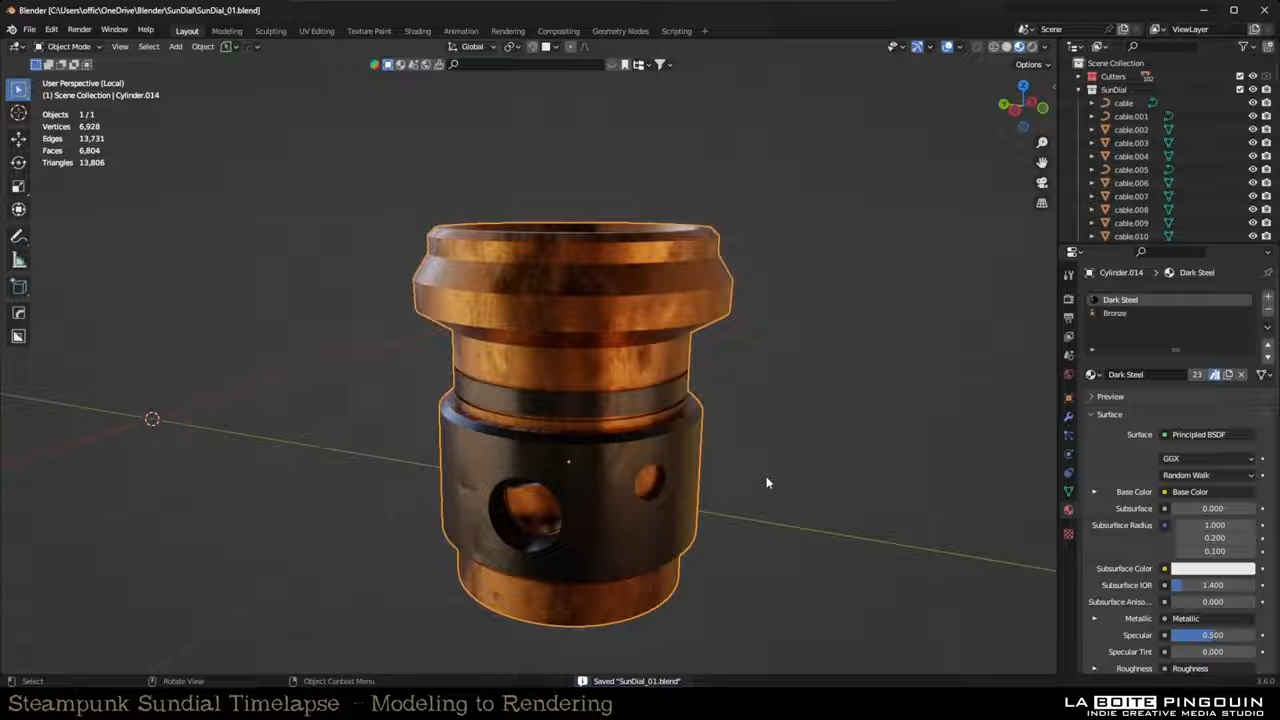 Blender [C:\Users\offic\OneDrive\Blender\SunDial\SunDial_01.blend]
File Edit Render Window Help Layout Modeling Sculpting UV Editing Texture Paint Shading Animation Rendering Compositing Geometry Nodes Scripting + Scene ViewLayer
Object Mode View Select Add Object Global
Options
User Perspective (Local)
(1) Scene Collection | Cylinder.014
Objects 1/1
Vertices 6,928
Edges 13,731
Faces 6,804
Triangles 13,806
Scene Collection
Cutters 102
SunDial
cable
cable.001
cable.002
cable.003
cable.004
cable.005
cable.006
cable.007
cable.008
cable.009
cable.010
Cylinder.014 > Dark Steel
Dark Steel
Bronze
Dark Steel 23
Preview
Surface
Surface Principled BSDF
GGX
Random Walk
Base Color Base Color
Subsurface 0.000
Subsurface Radius 1.000
0.200
0.100
Subsurface Color
Subsurface IOR 1.400
Subsurface Aniso... 0.000
Metallic Metallic
Specular 0.500
Specular Tint 0.000
Roughness Roughness
Select Rotate View Object Context Menu Saved "SunDial_01.blend" 3.6.0
Steampunk Sundial Timelapse - Modeling to Rendering
LA BOITE PINGOUIN
INDIE CREATIVE MEDIA STUDIO